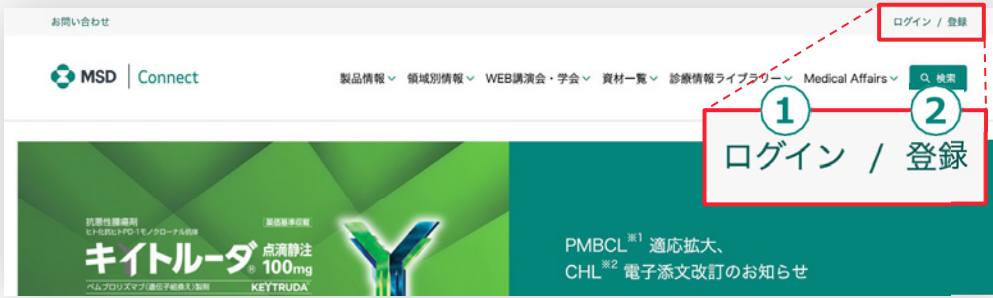 お問い合わせ
ログイン / 登録
MSD Connect
製品情報 領域別情報 WEB講演会・学会 資材一覧 診療情報ライブラリー Medical Affairs 検索
① ②
ログイン / 登録
抗悪性腫瘍剤
ヒト化抗ヒトPD-1モノクローナル抗体
薬価基準収載
キイトルーダ® 点滴静注
100mg
ペムブロリズマブ(遺伝子組換え)製剤 KEYTRUDA
PMBCL※1 適応拡大、
CHL※2 電子添文改訂のお知らせ